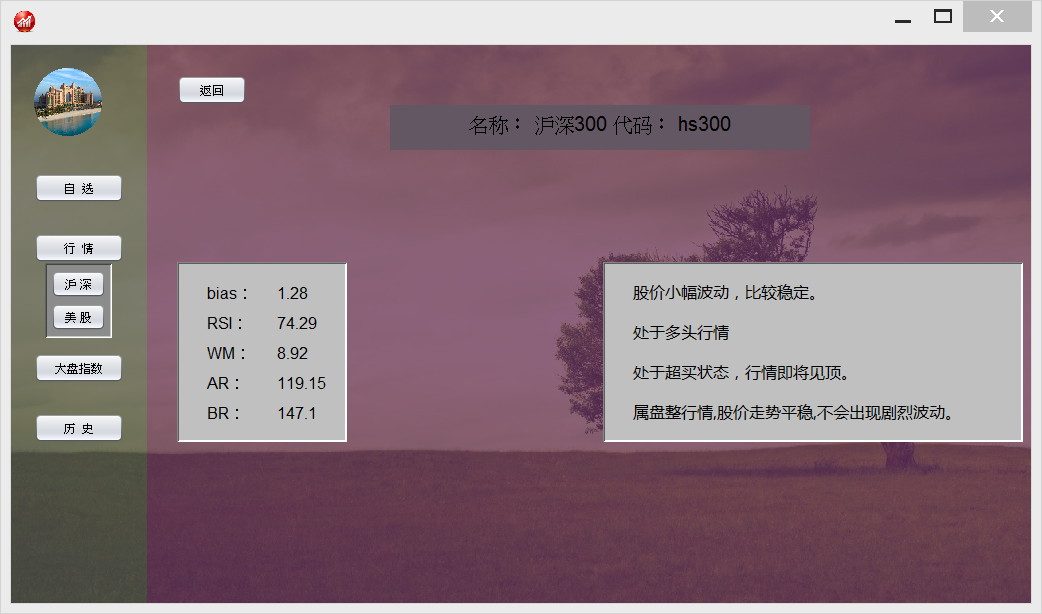 返回
名称： 沪深300 代码： hs300
自 选
行 情
沪 深
美 股
大盘指数
历 史
bias： 1.28
RSI： 74.29
WM： 8.92
AR： 119.15
BR： 147.1
股价小幅波动，比较稳定。
处于多头行情
处于超买状态，行情即将见顶。
属盘整行情,股价走势平稳,不会出现剧烈波动。